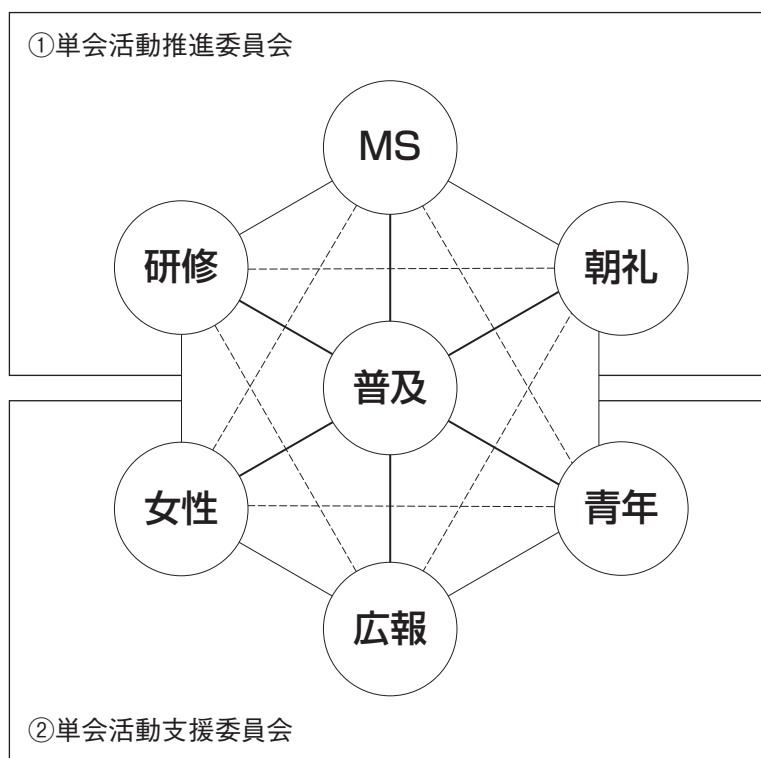 ①単会活動推進委員会
MS
研修
朝礼
普及
女性
青年
広報
②単会活動支援委員会